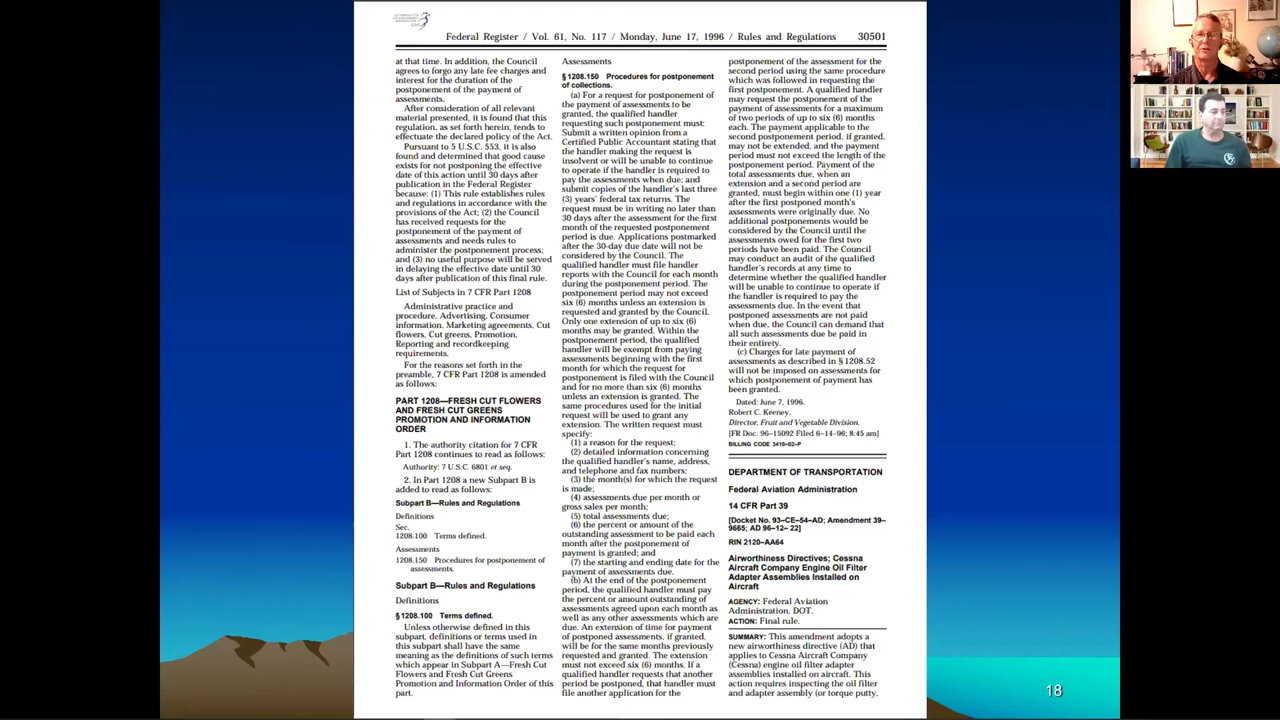 Federal Register / Vol. 61, No. 117 / Monday, June 17, 1996 / Rules and Regulations 30501
at that time. In addition, the Council
agrees to forgo any late fee charges and
interest for the duration of the
postponement of the payment of
assessments.
After consideration of all relevant
material presented, it is found that this
regulation, as set forth herein, tends to
effectuate the declared policy of the Act.
Pursuant to 5 U.S.C. 553, it is also
found and determined that good cause
exists for not postponing the effective
date of this action until 30 days after
publication in the Federal Register
because: (1) This rule establishes rules
and regulations in accordance with the
provisions of the Act; (2) the Council
has received requests for the
postponement of the payment of
assessments and needs rules to
administer the postponement process;
and (3) no useful purpose will be served
in delaying the effective date until 30
days after publication of this final rule.
List of Subjects in 7 CFR Part 1208
Administrative practice and
procedure, Advertising, Consumer
information, Marketing agreements, Cut
flowers, Cut greens, Promotion,
Reporting and recordkeeping
requirements.
For the reasons set forth in the
preamble, 7 CFR Part 1208 is amended
as follows:
PART 1208—FRESH CUT FLOWERS
AND FRESH CUT GREENS
PROMOTION AND INFORMATION
ORDER
1. The authority citation for 7 CFR
Part 1208 continues to read as follows:
Authority: 7 U.S.C. 6801 et seq.
2. In Part 1208 a new Subpart B is
added to read as follows:
Subpart B—Rules and Regulations
Definitions
Sec.
1208.100 Terms defined.
Assessments
1208.150 Procedures for postponement of
assessments.
Subpart B—Rules and Regulations
Definitions
§ 1208.100 Terms defined.
Unless otherwise defined in this
subpart, definitions or terms used in
this subpart shall have the same
meaning as the definitions of such terms
which appear in Subpart A—Fresh Cut
Flowers and Fresh Cut Greens
Promotion and Information Order of this
part.
Assessments
§ 1208.150 Procedures for postponement
of collections.
(a) For a request for postponement of
the payment of assessments to be
granted, the qualified handler
requesting such postponement must:
Submit a written opinion from a
Certified Public Accountant stating that
the handler making the request is
insolvent or will be unable to continue
to operate if the handler is required to
pay the assessments when due; and
submit copies of the handler's last three
(3) years' federal tax returns. The
request must be in writing no later than
30 days after the assessment for the first
month of the requested postponement
period is due. Applications postmarked
after the 30-day due date will not be
considered by the Council. The
qualified handler must file handler
reports with the Council for each month
during the postponement period. The
postponement period may not exceed
six (6) months unless an extension is
requested and granted by the Council.
Only one extension of up to six (6)
months may be granted. Within the
postponement period, the qualified
handler will be exempt from paying
assessments beginning with the first
month for which the request for
postponement is filed with the Council
and for no more than six (6) months
unless an extension is granted. The
same procedures used for the initial
request will be used to grant any
extension. The written request must
specify:
(1) a reason for the request;
(2) detailed information concerning
the qualified handler's name, address,
and telephone and fax numbers;
(3) the month(s) for which the request
is made;
(4) assessments due per month or
gross sales per month;
(5) total assessments due;
(6) the percent or amount of the
outstanding assessment to be paid each
month after the postponement of
payment is granted; and
(7) the starting and ending date for the
payment of assessments due.
(b) At the end of the postponement
period, the qualified handler must pay
the percent or amount outstanding of
assessments agreed upon each month as
well as any other assessments which are
due. An extension of time for payment
of postponed assessments, if granted,
will be for the same months previously
requested and granted. The extension
must not exceed six (6) months. If a
qualified handler requests that another
period be postponed, that handler must
file another application for the
postponement of the assessment for the
second period using the same procedure
which was followed in requesting the
first postponement. A qualified handler
may request the postponement of the
payment of assessments for a maximum
of two periods of up to six (6) months
each. The payment applicable to the
second postponement period, if granted,
may not be extended, and the payment
period must not exceed the length of the
postponement period. Payment of the
total assessments due, when an
extension and a second period are
granted, must begin within one (1) year
after the first postponed month's
assessments were originally due. No
additional postponements would be
considered by the Council until the
assessments owed for the first two
periods have been paid. The Council
may conduct an audit of the qualified
handler's records at any time to
determine whether the qualified handler
will be unable to continue to operate if
the handler is required to pay the
assessments due. In the event that
postponed assessments are not paid
when due, the Council can demand that
all such assessments due be paid in
their entirety.
(c) Charges for late payment of
assessments as described in § 1208.52
will not be imposed on assessments for
which postponement of payment has
been granted.
Dated: June 7, 1996.
Robert C. Keeney,
Director, Fruit and Vegetable Division.
[FR Doc. 96–15092 Filed 6–14–96; 8:45 am]
BILLING CODE 3410–02–P
DEPARTMENT OF TRANSPORTATION
Federal Aviation Administration
14 CFR Part 39
[Docket No. 93–CE–54–AD; Amendment 39–
9665; AD 96–12– 22]
RIN 2120–AA64
Airworthiness Directives; Cessna
Aircraft Company Engine Oil Filter
Adapter Assemblies Installed on
Aircraft
AGENCY: Federal Aviation
Administration, DOT.
ACTION: Final rule.
SUMMARY: This amendment adopts a
new airworthiness directive (AD) that
applies to Cessna Aircraft Company
(Cessna) engine oil filter adapter
assemblies installed on aircraft. This
action requires inspecting the oil filter
and adapter assembly (or torque putty,
18